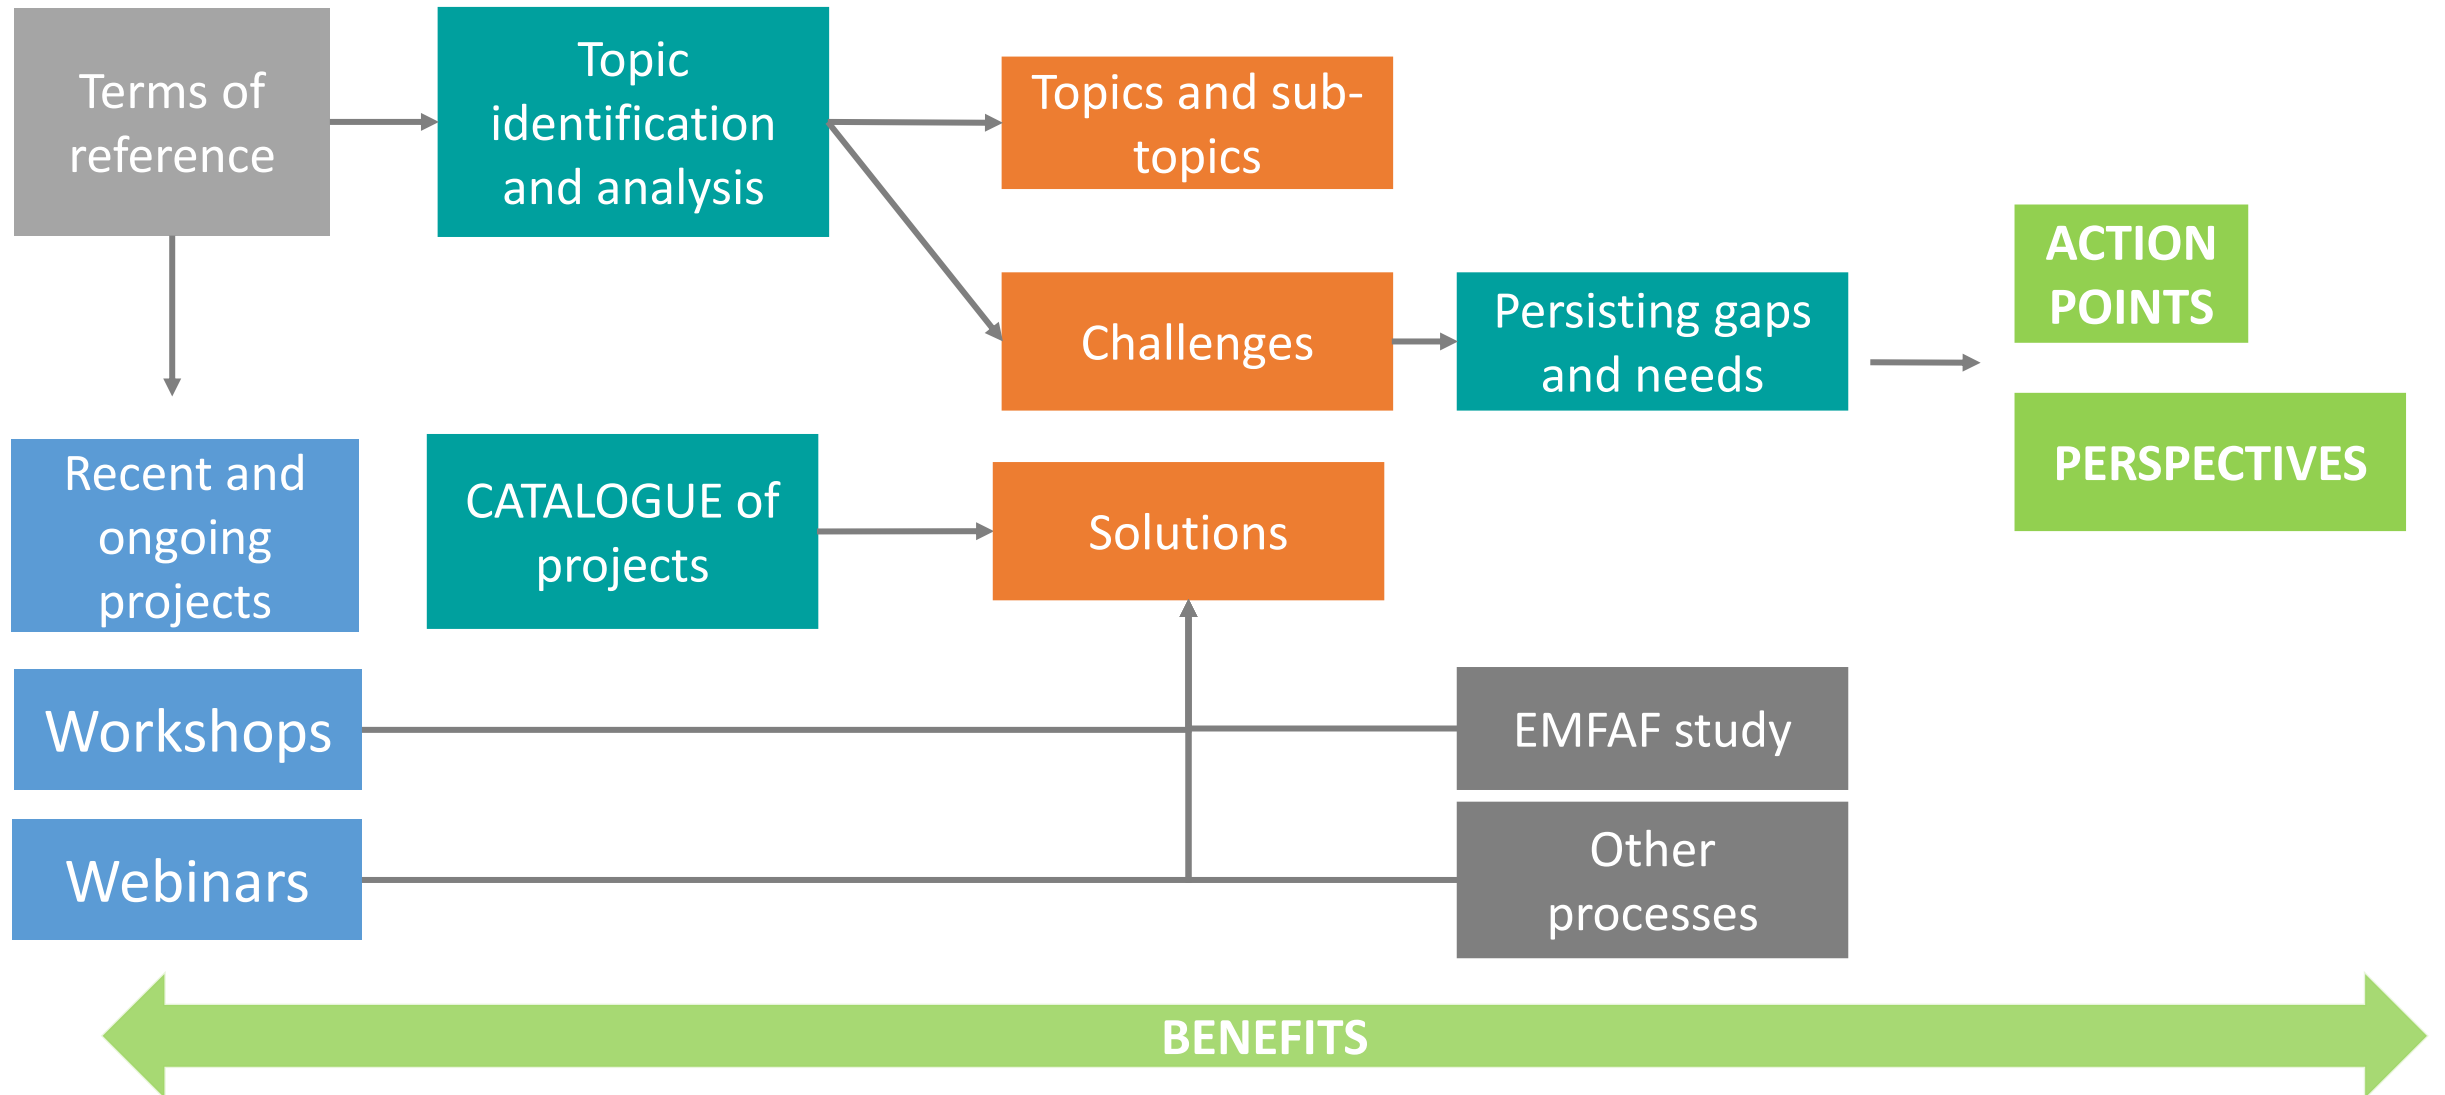 Terms of
reference
Topic
identification
and analysis
Topics and sub-
topics
ACTION
POINTS
Challenges
Persisting gaps
and needs
PERSPECTIVES
Recent and
ongoing
projects
CATALOGUE of
projects
Solutions
Workshops
EMFAF study
Webinars
Other
processes
BENEFITS